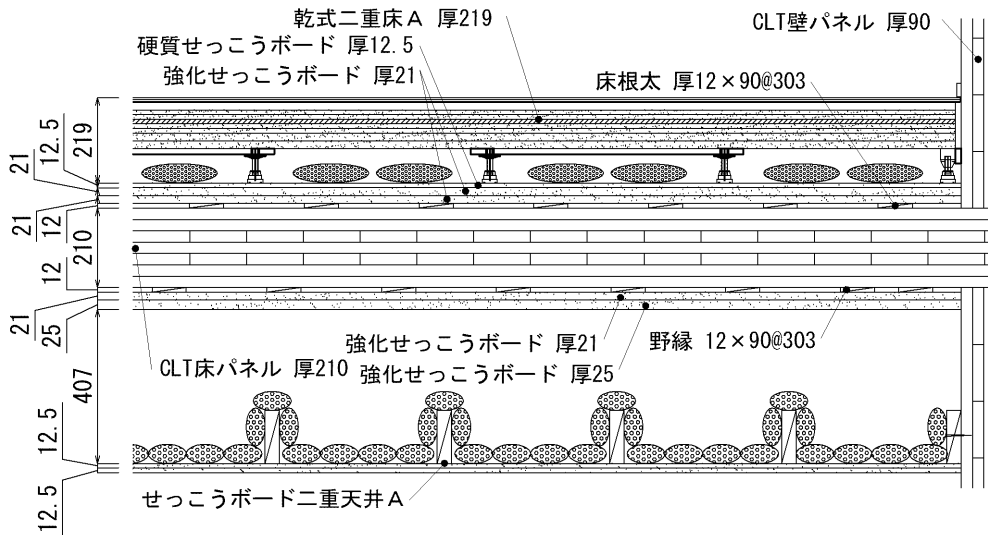 乾式二重床A 厚219
CLT壁パネル 厚90
硬質せっこうボード 厚12.5
強化せっこうボード 厚21
床根太 厚12×90@303
219
12.5
21
21
12
210
12
21
25
407
12.5
12.5
強化せっこうボード 厚21
野縁 12×90@303
CLT床パネル 厚210
強化せっこうボード 厚25
せっこうボード二重天井A